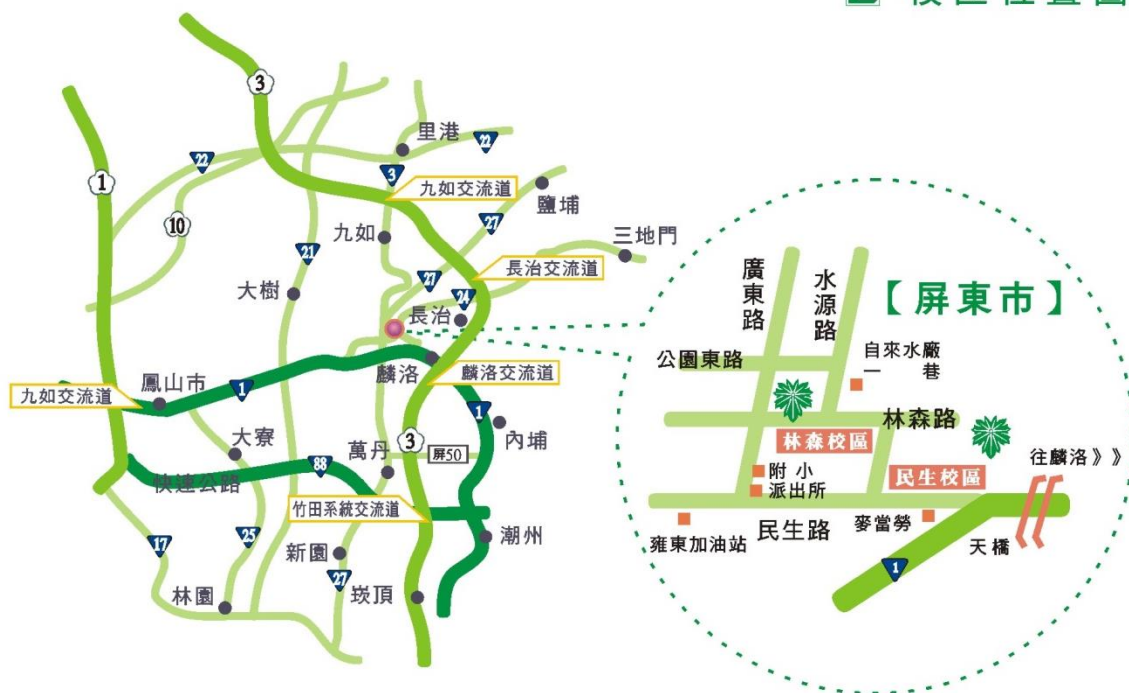 校區位置圖
3
里港
22
22
3
1
九如交流道
鹽埔
10
27
九如
三地門
21
27
長治交流道
大樹
24
長治
麟洛
麟洛交流道
鳳山市
1
九如交流道
1
大寮
3
內埔
萬丹
屏50
88
快速公路
竹田系統交流道
潮州
17
25
新園
27
崁頂
林園
【屏東市】
廣東路
水源路
公園東路
自來水廠
一巷
林森路
林森校區
附小
派出所
民生校區
往麟洛》》
民生路
麥當勞
雍東加油站
天橋
1